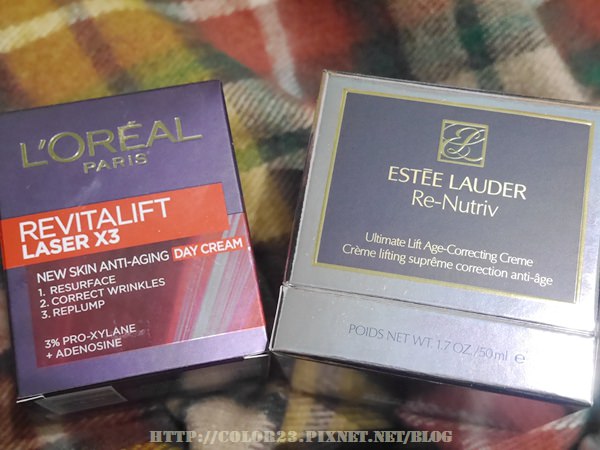 L'ORÉAL
PARIS
REVITALIFT
LASER X3
NEW SKIN ANTI-AGING DAY CREAM
1. RESURFACE
2. CORRECT WRINKLES
3. REPLUMP
3% PRO-XYLANE
+ ADENOSINE
EL
ESTĒE LAUDER
Re-Nutriv
Ultimate Lift Age-Correcting Creme
Crème lifting suprême correction anti-âge
POIDS NET WT. 1.7 OZ./50 ml ℮
HTTP://COLOR23.PIXNET.NET/BLOG